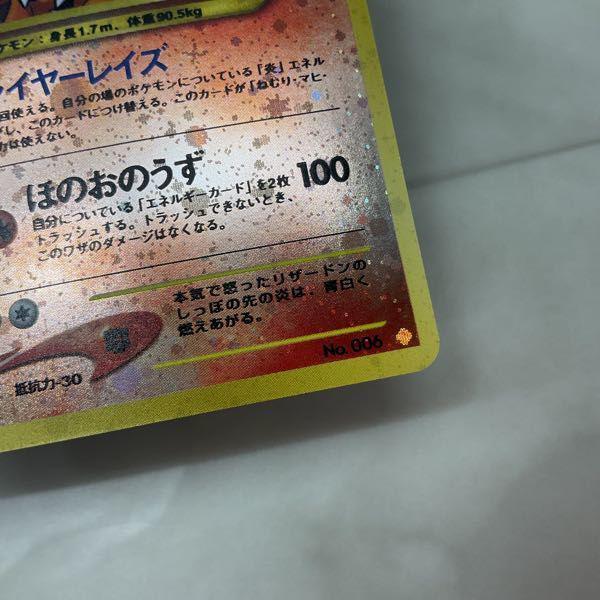 ケモン：身長1.7m、体重90.5kg
ァイヤーレイズ
回使える。自分の場のポケモンについている「炎」エネル
し、このカードにつけ替える。このカードが「ねむり・マヒ・
は使えない。
ほのおのうず 100
自分についている「エネルギーカード」を2枚
トラッシュする。トラッシュできないとき、
このワザのダメージはなくなる。
本気で怒ったリザードンの
しっぽの先の炎は、青白く
燃えあがる。
抵抗力-30
No. 006